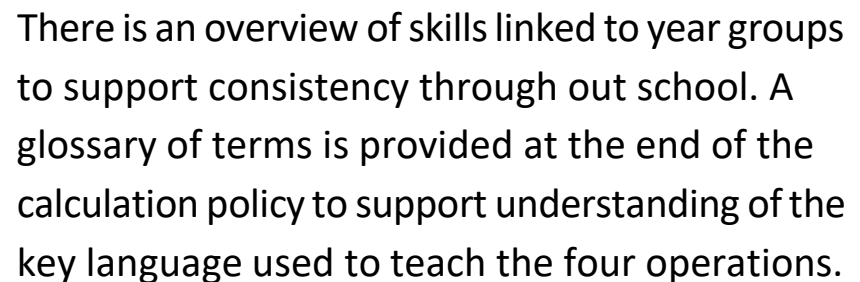 There is an overview of skills linked to year groups
to support consistency through out school. A
glossary of terms is provided at the end of the
calculation policy to support understanding of the
key language used to teach the four operations.